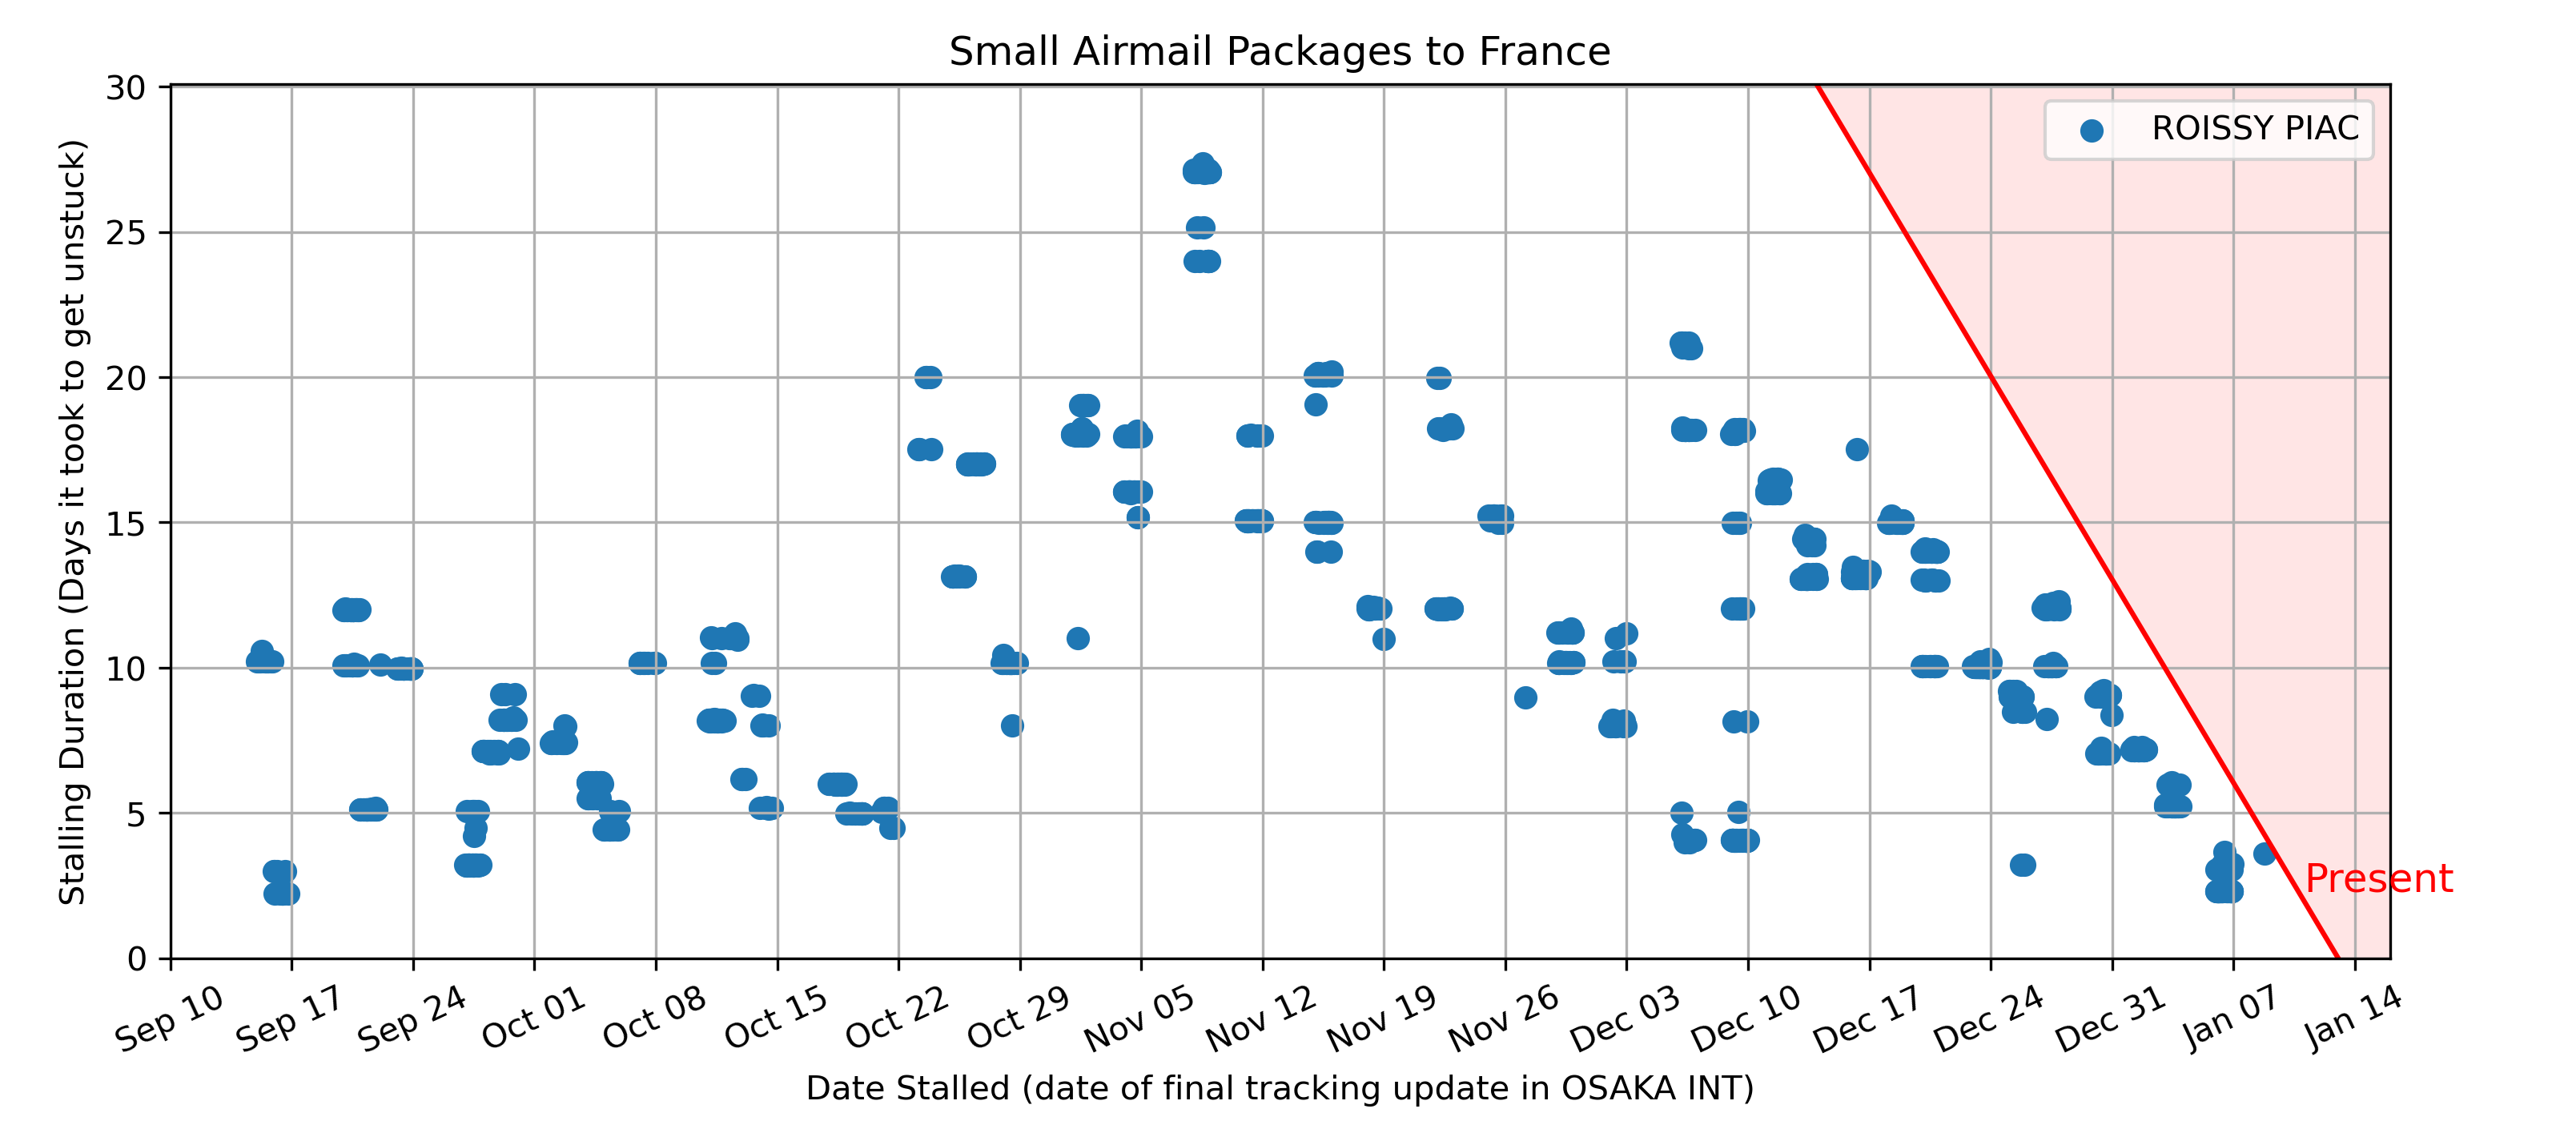 Small Airmail Packages to France
30
25
20
15
10
5
0
Stalling Duration (Days it took to get unstuck)
ROISSY PIAC
Present
Sep 10
Sep 17
Sep 24
Oct 01
Oct 08
Oct 15
Oct 22
Oct 29
Nov 05
Nov 12
Nov 19
Nov 26
Dec 03
Dec 10
Dec 17
Dec 24
Dec 31
Jan 07
Jan 14
Date Stalled (date of final tracking update in OSAKA INT)